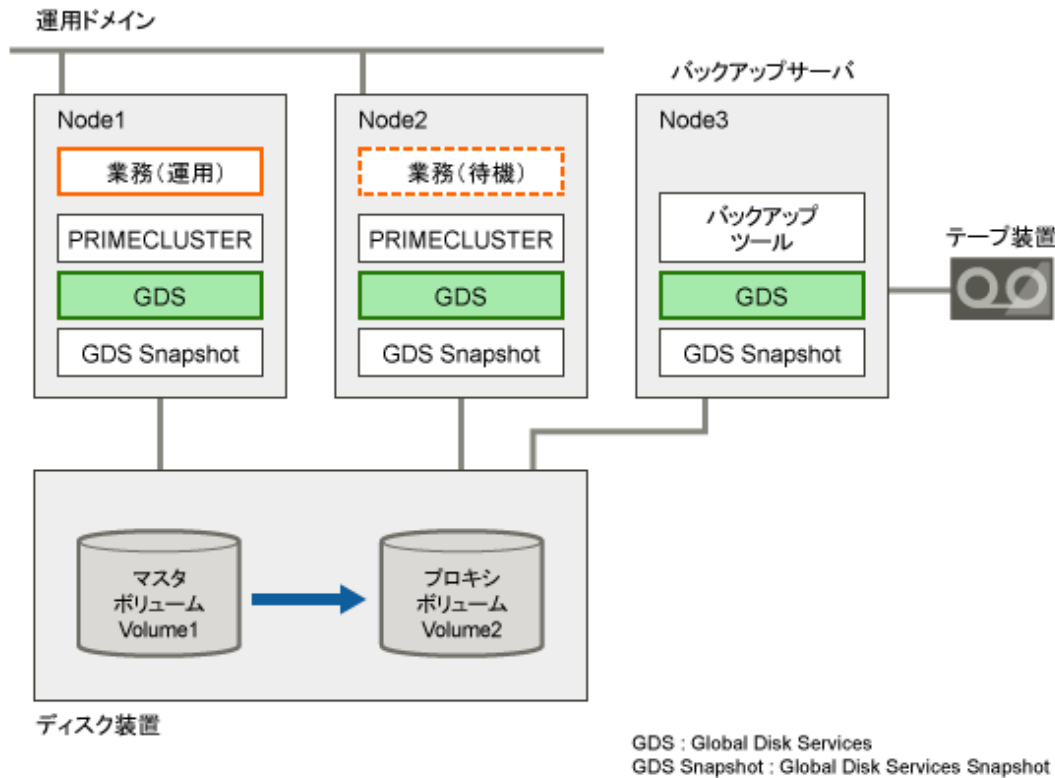 運用ドメイン
バックアップサーバ
Node1
業務（運用）
PRIMECLUSTER
GDS
GDS Snapshot
Node2
業務（待機）
PRIMECLUSTER
GDS
GDS Snapshot
Node3
バックアップ
ツール
GDS
GDS Snapshot
テープ装置
マスタ
ボリューム
Volume1
プロキシ
ボリューム
Volume2
ディスク装置
GDS : Global Disk Services
GDS Snapshot : Global Disk Services Snapshot